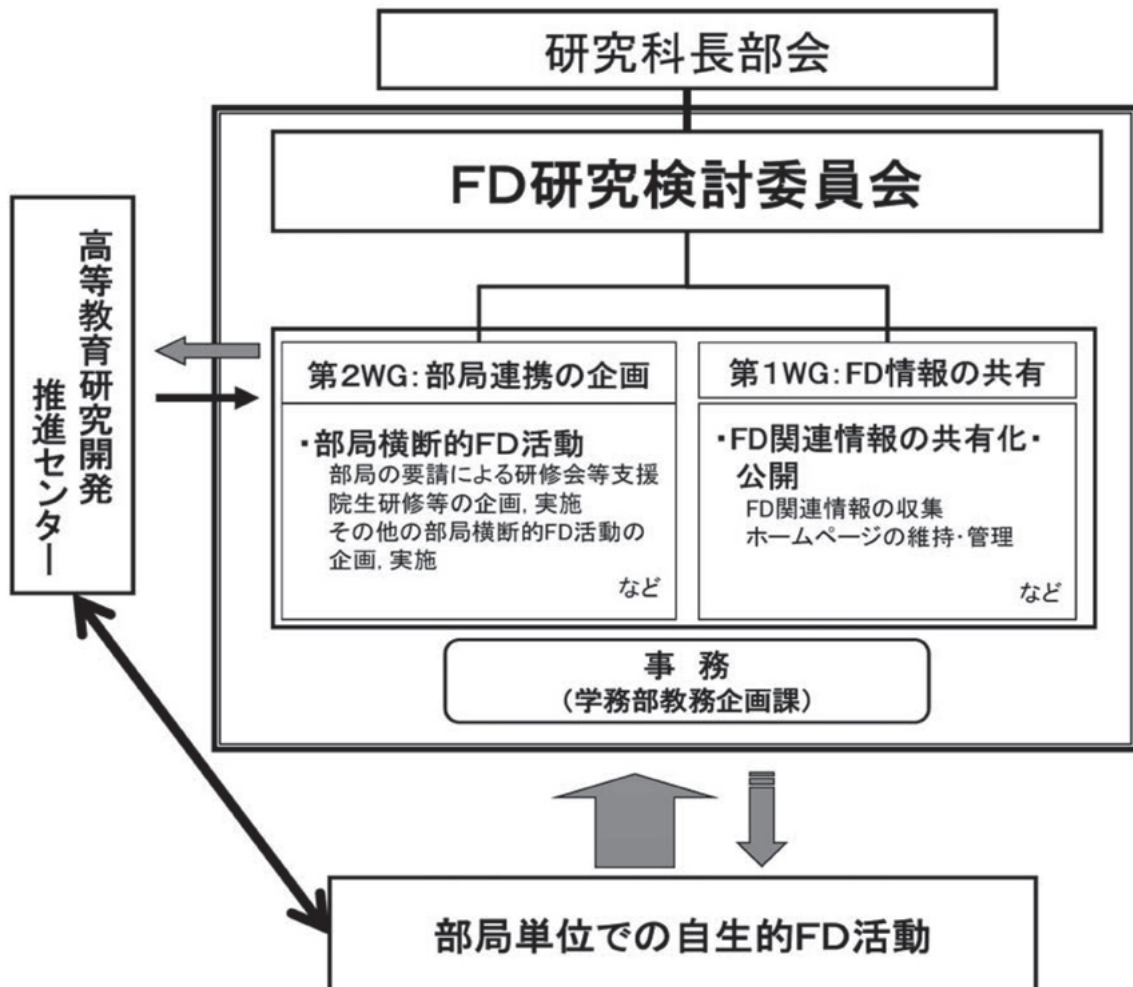 研究科長部会
FD研究検討委員会
高等教育研究開発
推進センター
第2WG:部局連携の企画
・部局横断的FD活動
部局の要請による研修会等支援
院生研修等の企画，実施
その他の部局横断的FD活動の
企画，実施
など
第1WG:FD情報の共有
・FD関連情報の共有化・
公開
FD関連情報の収集
ホームページの維持・管理
など
事 務
(学務部教務企画課)
部局単位での自生的FD活動